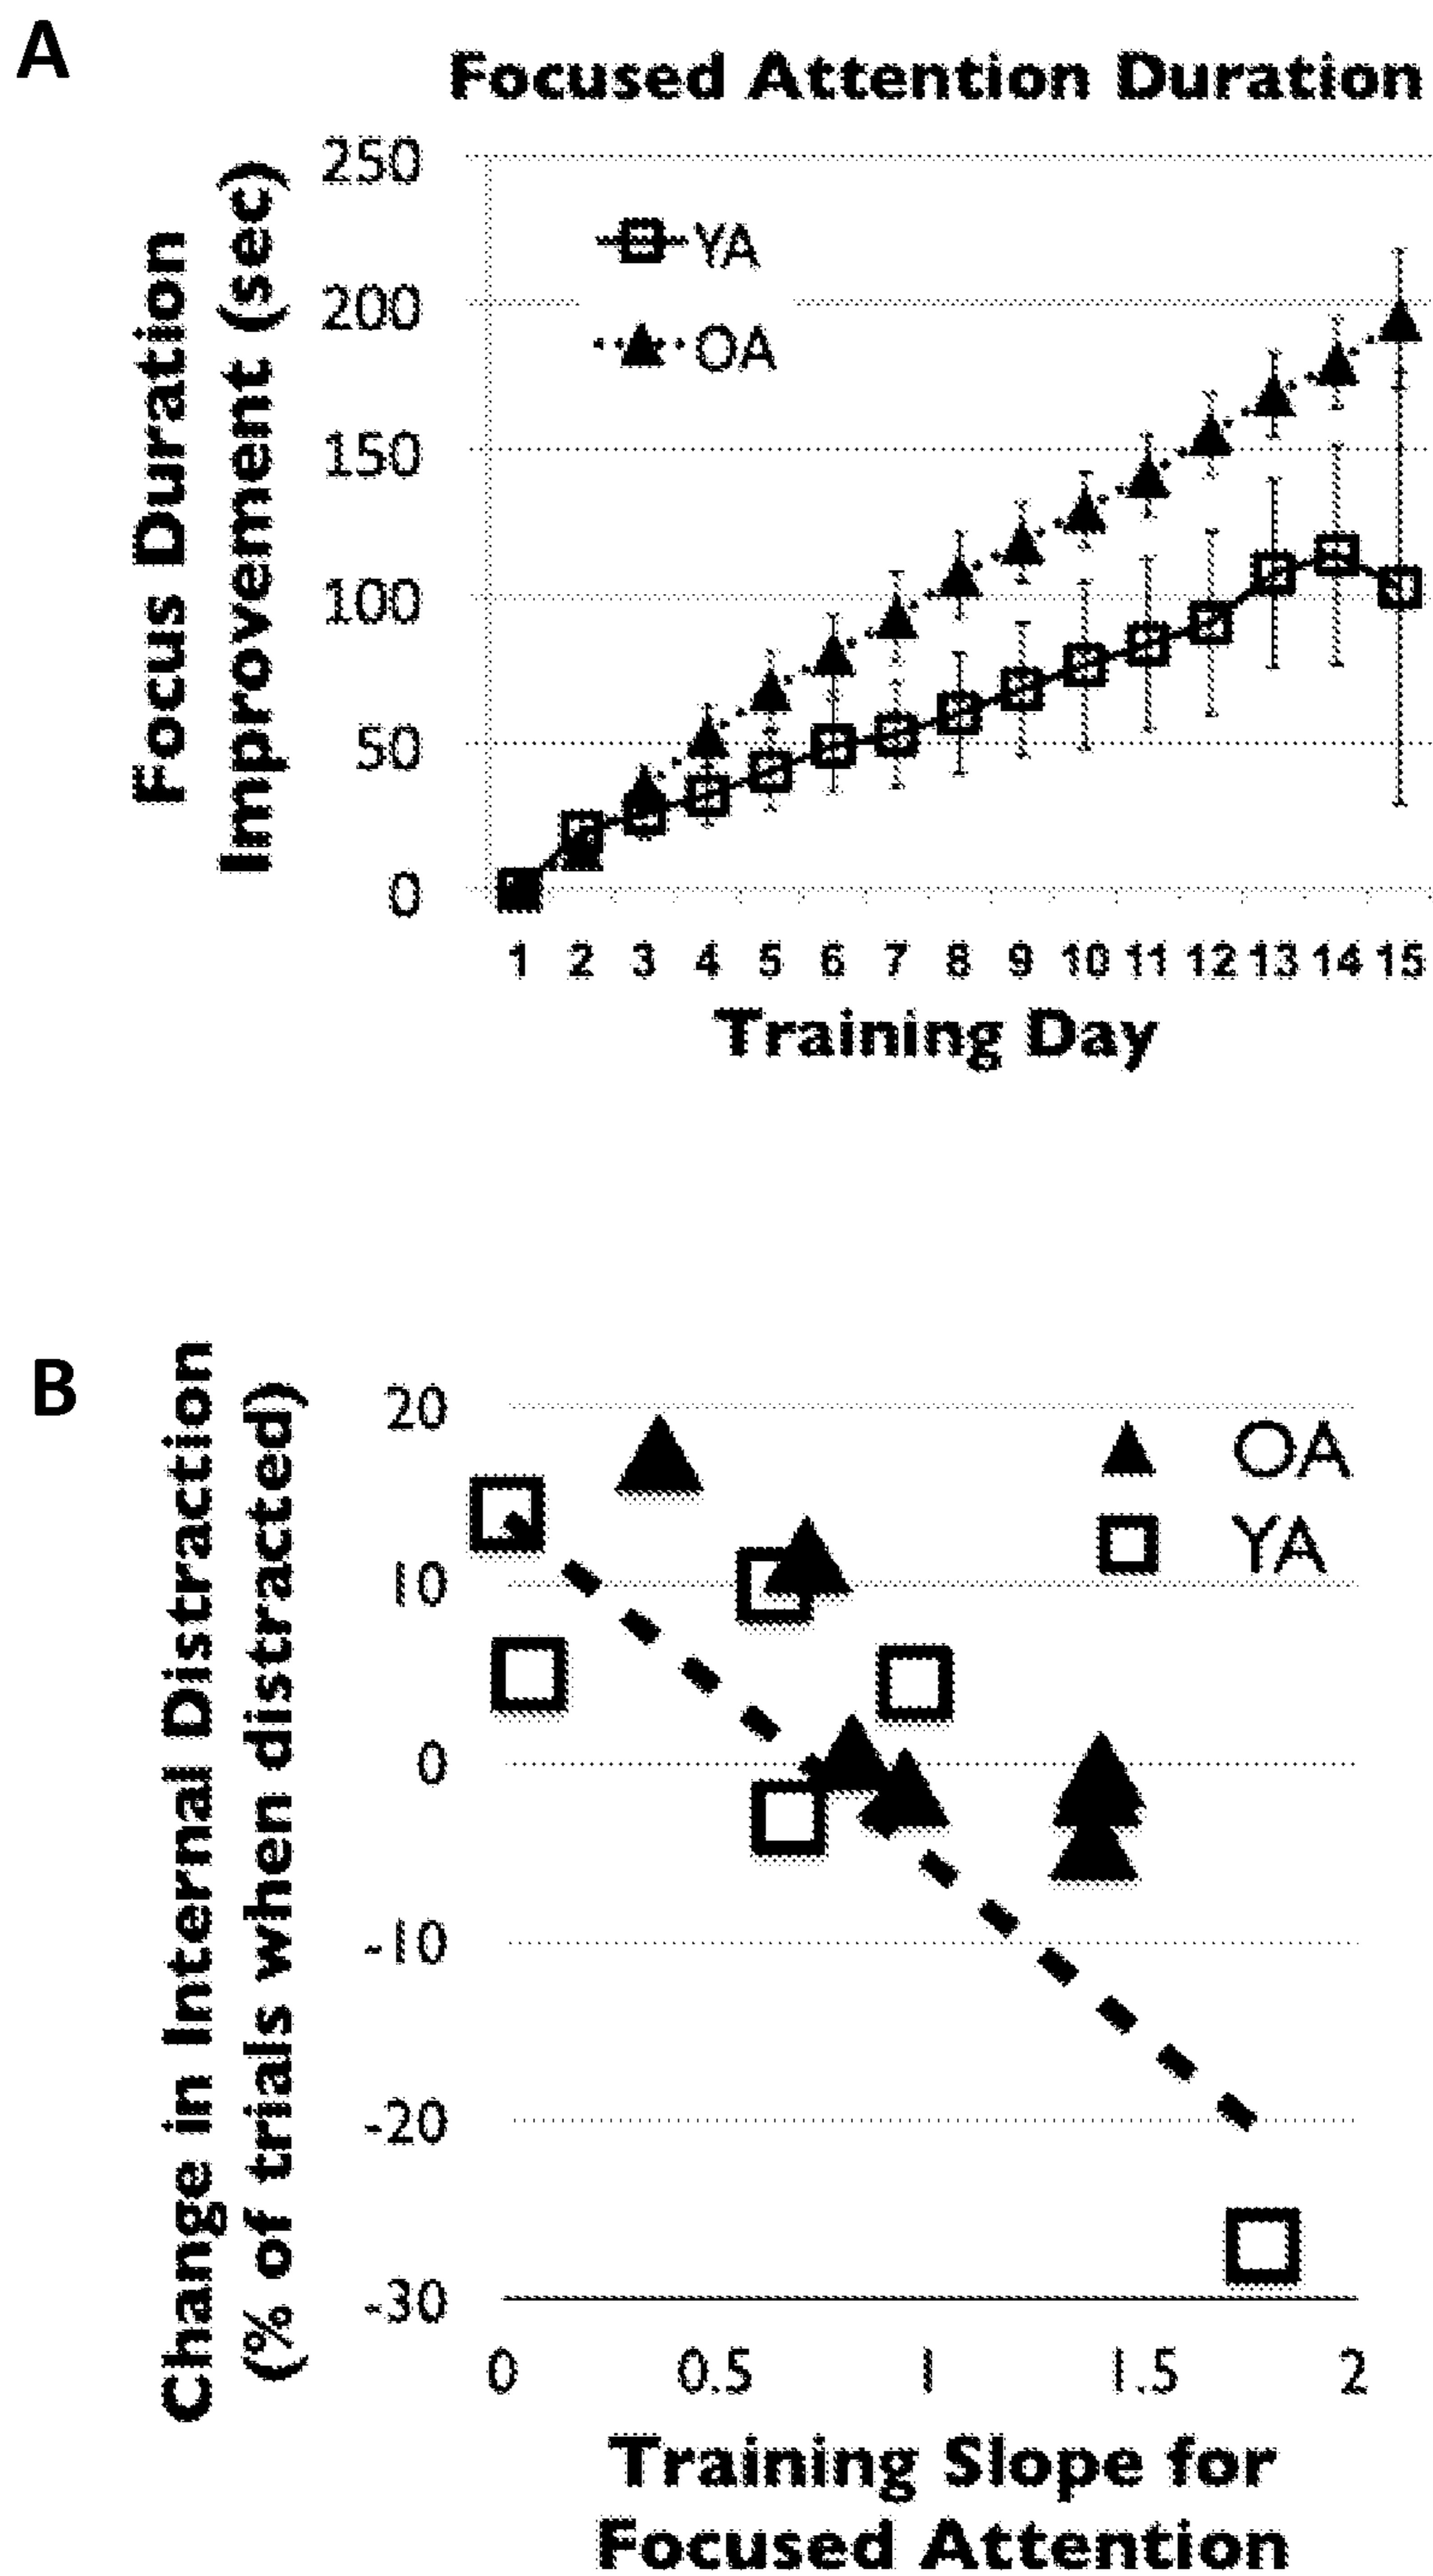 A
Focused Attention Duration
Focus Duration
Improvement (sec)
250
200
150
100
50
0
YA
OA
1 2 3 4 5 6 7 8 9 10 11 12 13 14 15
Training Day
B
Change in Internal Distraction
(% of trials when distracted)
20
10
0
-10
-20
-30
OA
YA
0 0.5 1 1.5 2
Training Slope for
Focused Attention